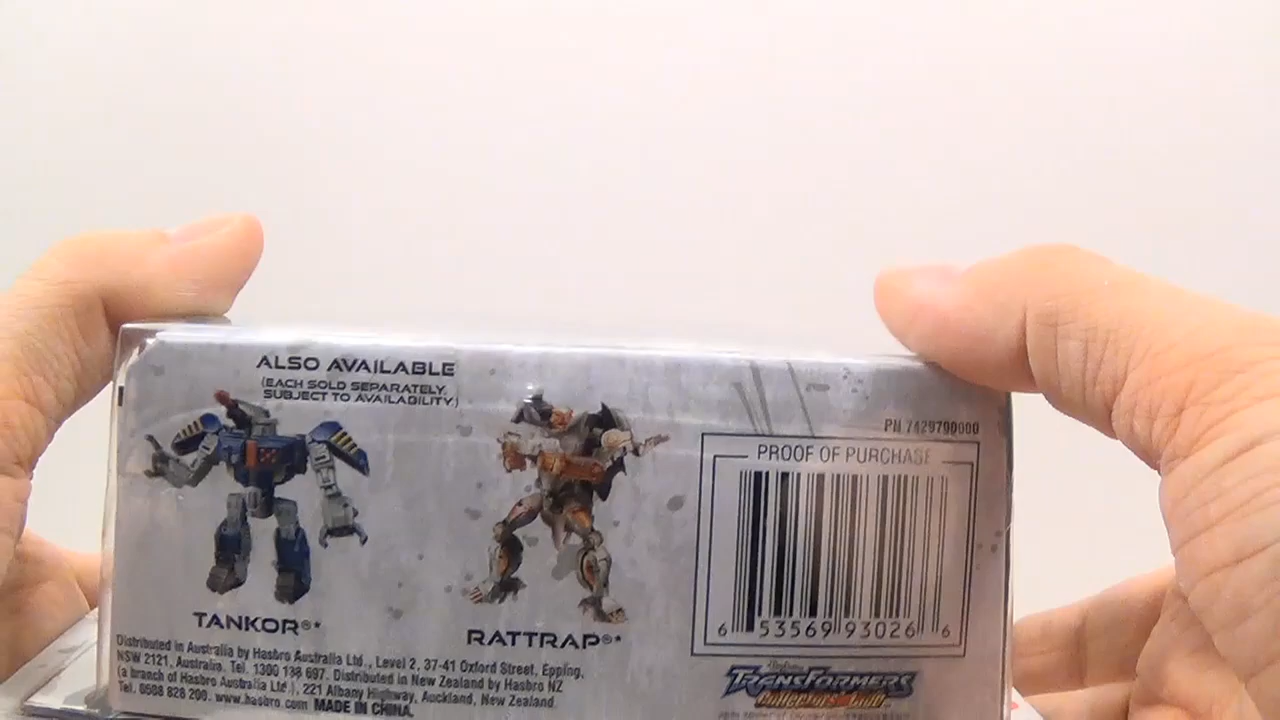 ALSO AVAILABLE
(EACH SOLD SEPARATELY.
SUBJECT TO AVAILABILITY)
TANKOR®*
RATTRAP®*
Distributed in Australia by Hasbro Australia Ltd., Level 2, 37-41 Oxford Street, Epping,
NSW 2121, Australia. Tel. 1300 138 697. Distributed in New Zealand by Hasbro NZ
(a branch of Hasbro Australia Ltd.), 221 Albany Highway, Auckland, New Zealand.
Tel. 0508 828 200. www.hasbro.com MADE IN CHINA.
PN 7429700000
PROOF OF PURCHASE
6 53569 93026 6
TRANSFORMERS
Collectors' Club